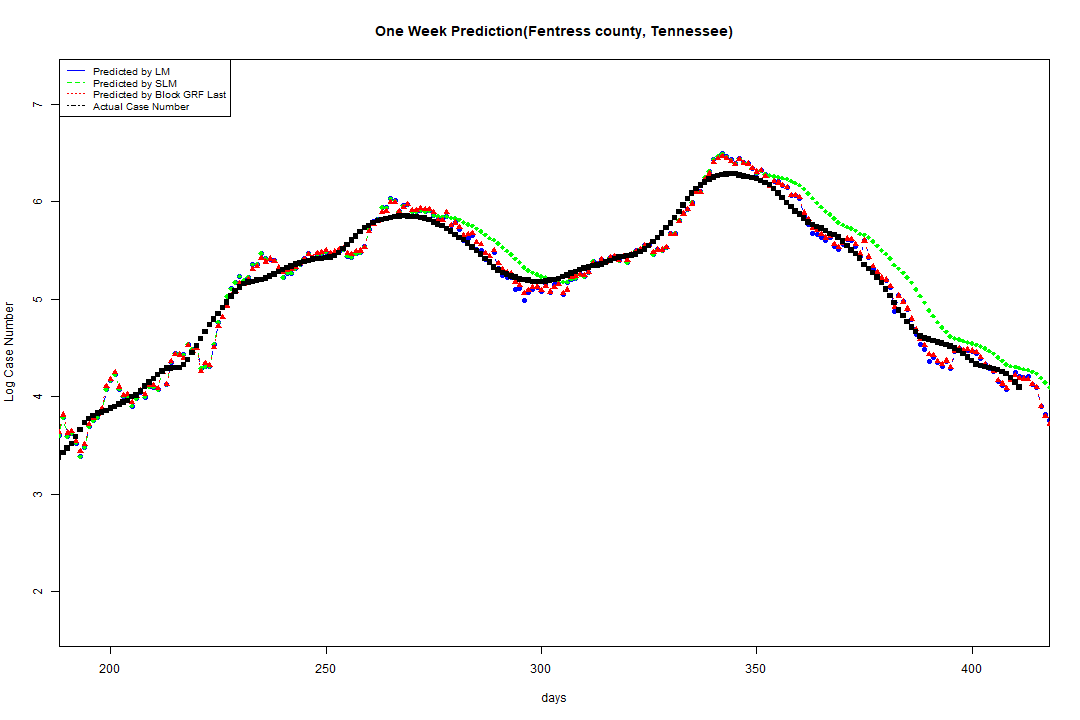 One Week Prediction(Fentress county, Tennessee)
Predicted by LM
Predicted by SLM
Predicted by Block GRF Last
Actual Case Number
7
6
5
4
3
2
Log Case Number
200 250 300 350 400
days